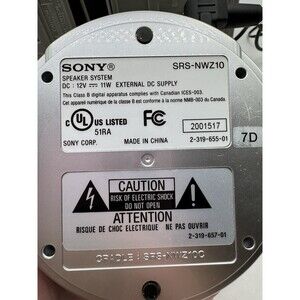 SONY® SRS-NWZ10
SPEAKER SYSTEM
DC : 12V ⎓ 11W EXTERNAL DC SUPPLY
This Class B digital apparatus complies with Canadian ICES-003.
Cet appareil numérique de la classe B est conforme à la norme NMB-003 du Canada.
C UL US LISTED FC 2001517
51RA
SONY CORP. MADE IN CHINA 2-319-655-01
7D
CAUTION
RISK OF ELECTRIC SHOCK
DO NOT OPEN
ATTENTION
RISQUE DE CHOC ELECTRIQUE NE PAS OUVRIR
2-319-657-01
CRADLE : SRS-NWZ10C